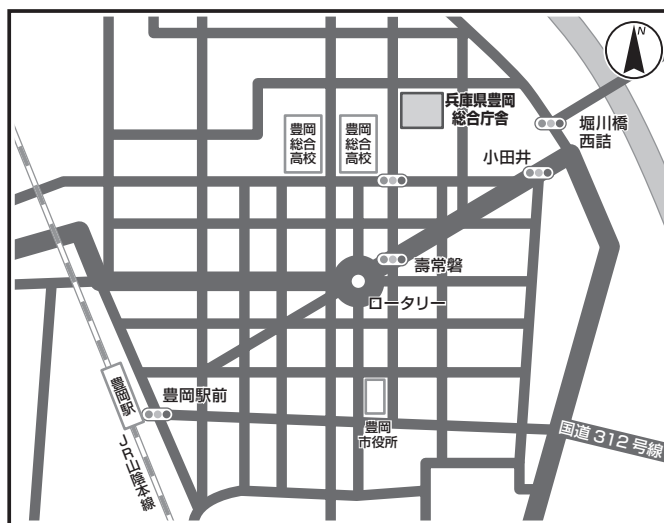 N
兵庫県豊岡
総合庁舎
堀川橋
西詰
豊岡
総合
高校
豊岡
総合
高校
小田井
壽常磐
ロータリー
豊岡駅前
豊岡駅
豊岡
市役所
国道312号線
JR山陰本線